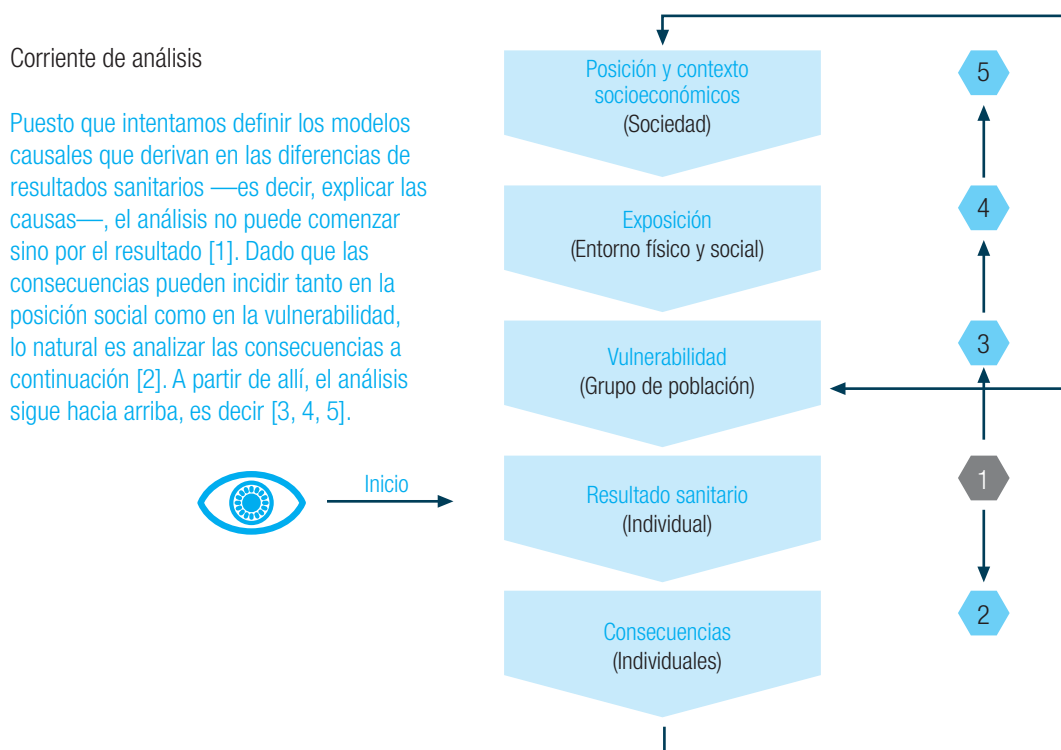 Corriente de análisis
Puesto que intentamos definir los modelos
causales que derivan en las diferencias de
resultados sanitarios —es decir, explicar las
causas—, el análisis no puede comenzar
sino por el resultado [1]. Dado que las
consecuencias pueden incidir tanto en la
posición social como en la vulnerabilidad,
lo natural es analizar las consecuencias a
continuación [2]. A partir de allí, el análisis
sigue hacia arriba, es decir [3, 4, 5].
Inicio
Posición y contexto
socioeconómicos
(Sociedad)
Exposición
(Entorno físico y social)
Vulnerabilidad
(Grupo de población)
Resultado sanitario
(Individual)
Consecuencias
(Individuales)
5
4
3
1
2